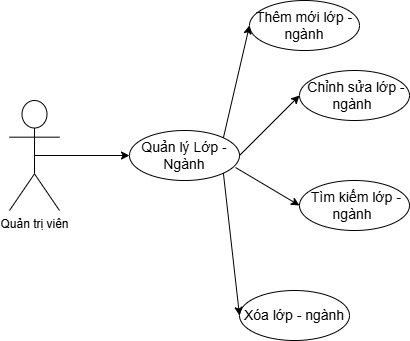 Thêm mới lớp -
ngành
Chỉnh sửa lớp -
ngành
Quản lý Lớp -
Ngành
Tìm kiếm lớp -
ngành
Quản trị viên
Xóa lớp - ngành